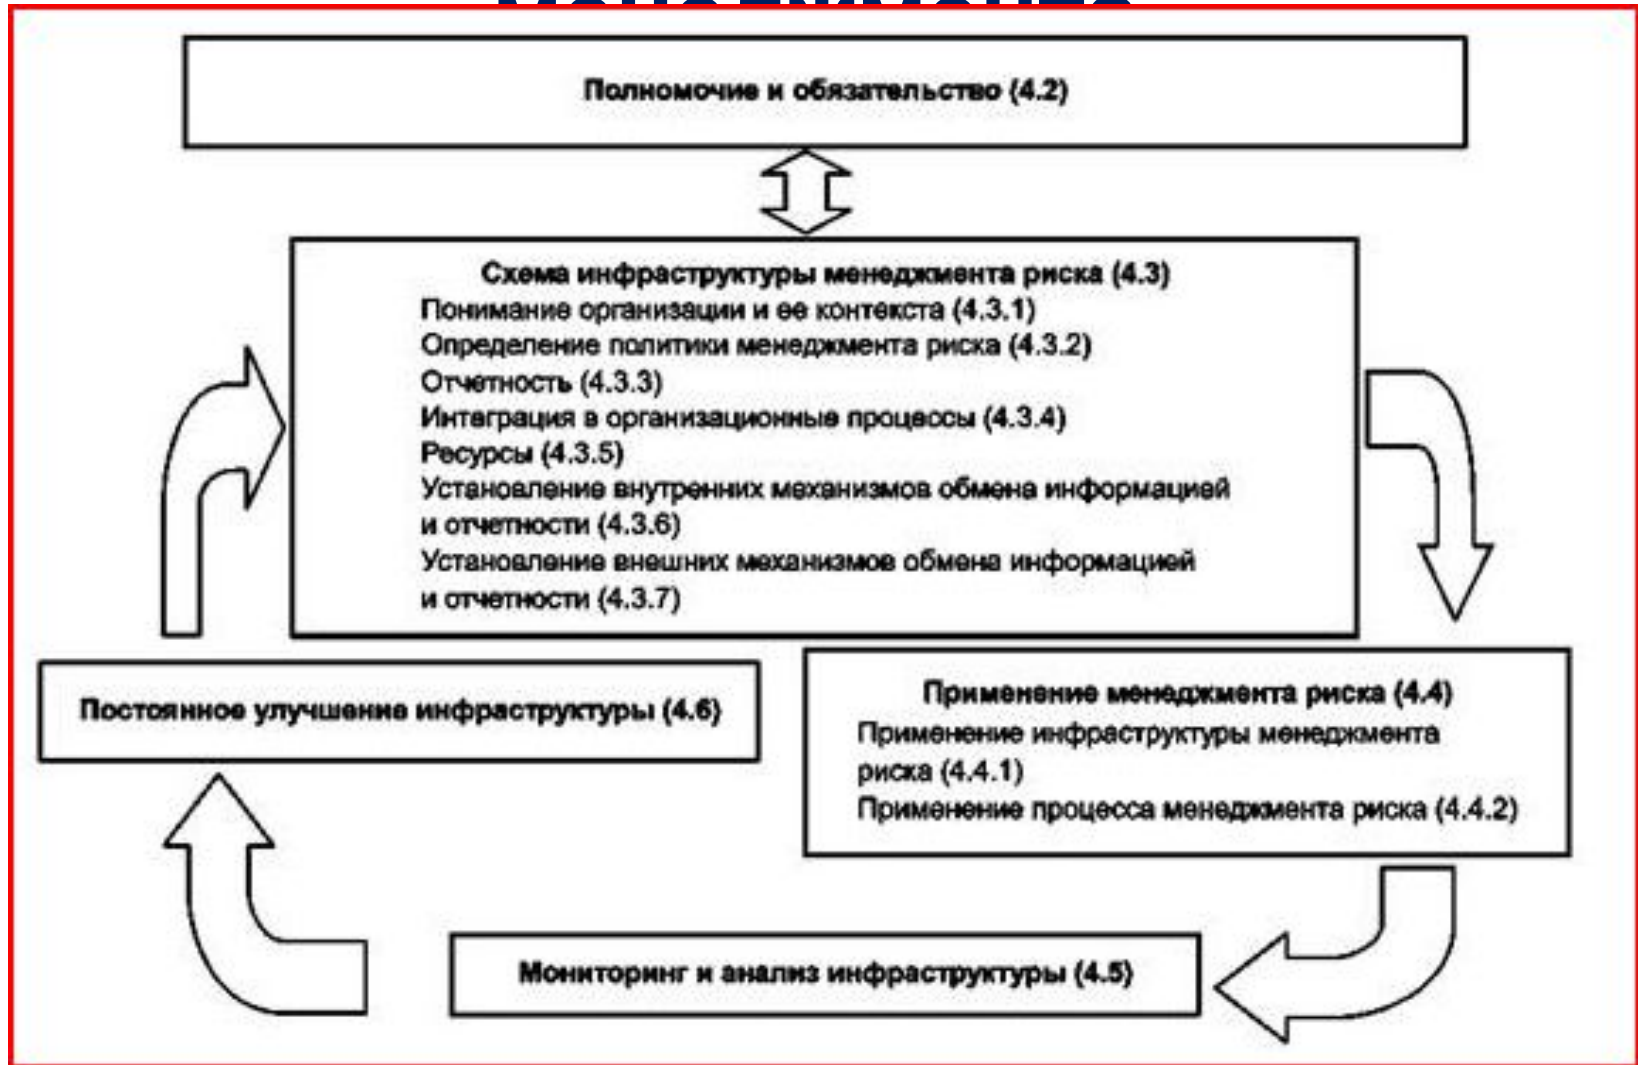 Полномочие и обязательство (4.2)
Схема инфраструктуры менеджмента риска (4.3)
Понимание организации и ее контекста (4.3.1)
Определение политики менеджмента риска (4.3.2)
Отчетность (4.3.3)
Интеграция в организационные процессы (4.3.4)
Ресурсы (4.3.5)
Установление внутренних механизмов обмена информацией
и отчетности (4.3.6)
Установление внешних механизмов обмена информацией
и отчетности (4.3.7)
Постоянное улучшение инфраструктуры (4.6)
Применение менеджмента риска (4.4)
Применение инфраструктуры менеджмента
риска (4.4.1)
Применение процесса менеджмента риска (4.4.2)
Мониторинг и анализ инфраструктуры (4.5)